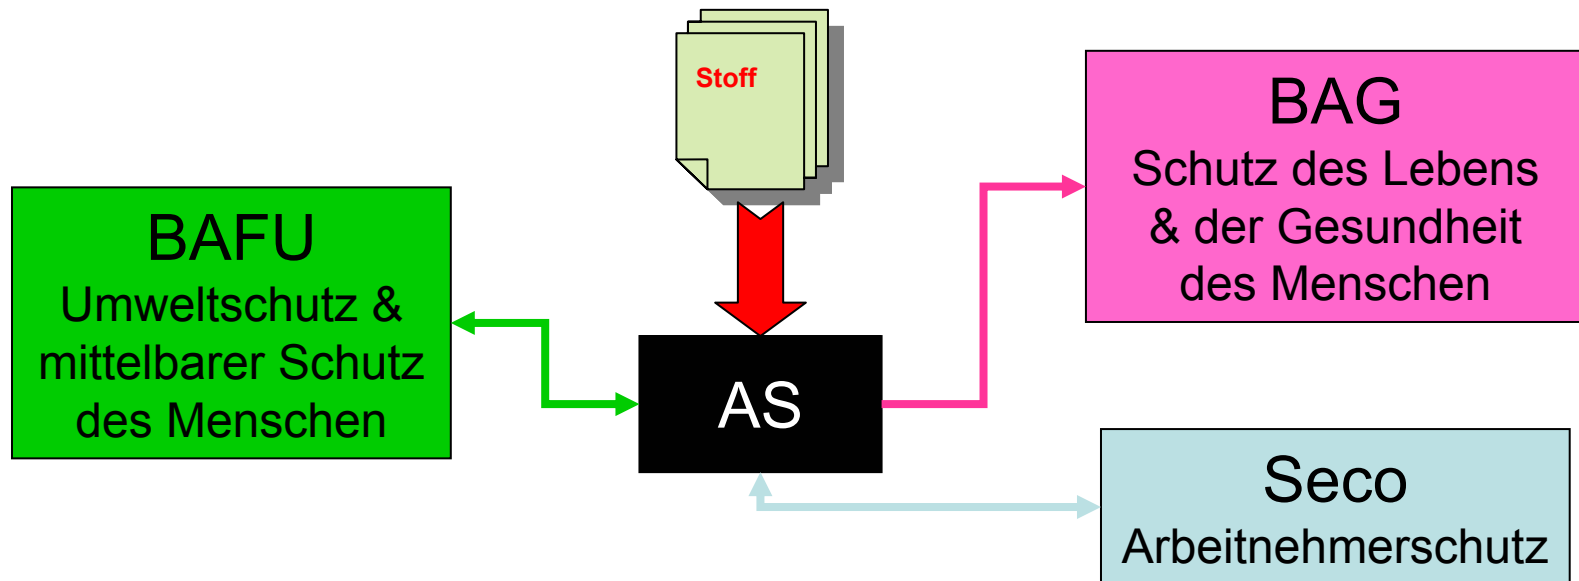 Stoff
BAG
Schutz des Lebens
& der Gesundheit
des Menschen
BAFU
Umweltschutz &
mittelbarer Schutz
des Menschen
AS
Seco
Arbeitnehmerschutz